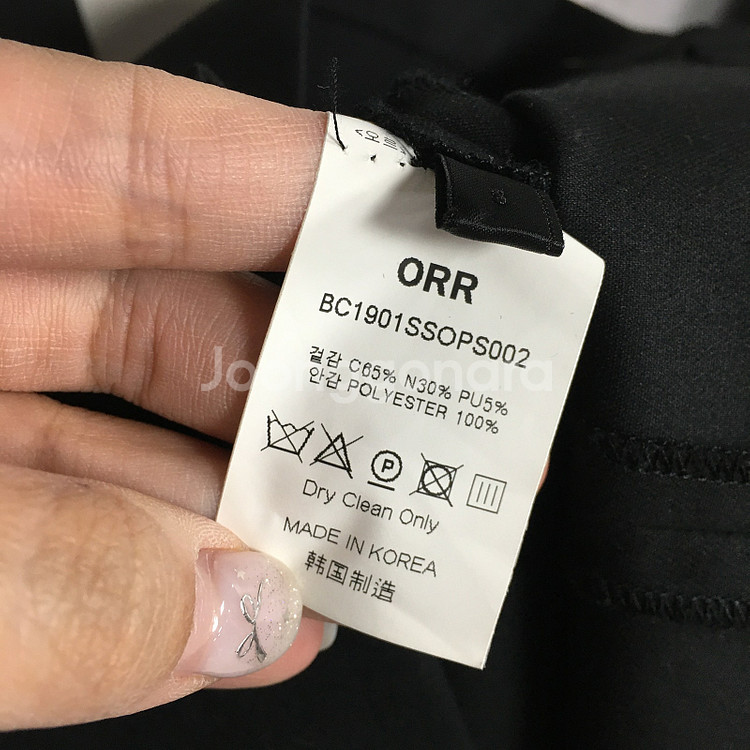 ORR
BC1901SSOPS002
겉감 C65% N30% PU5%
안감 POLYESTER 100%
P
Dry Clean Only
MADE IN KOREA
韩国制造
Joonggonara